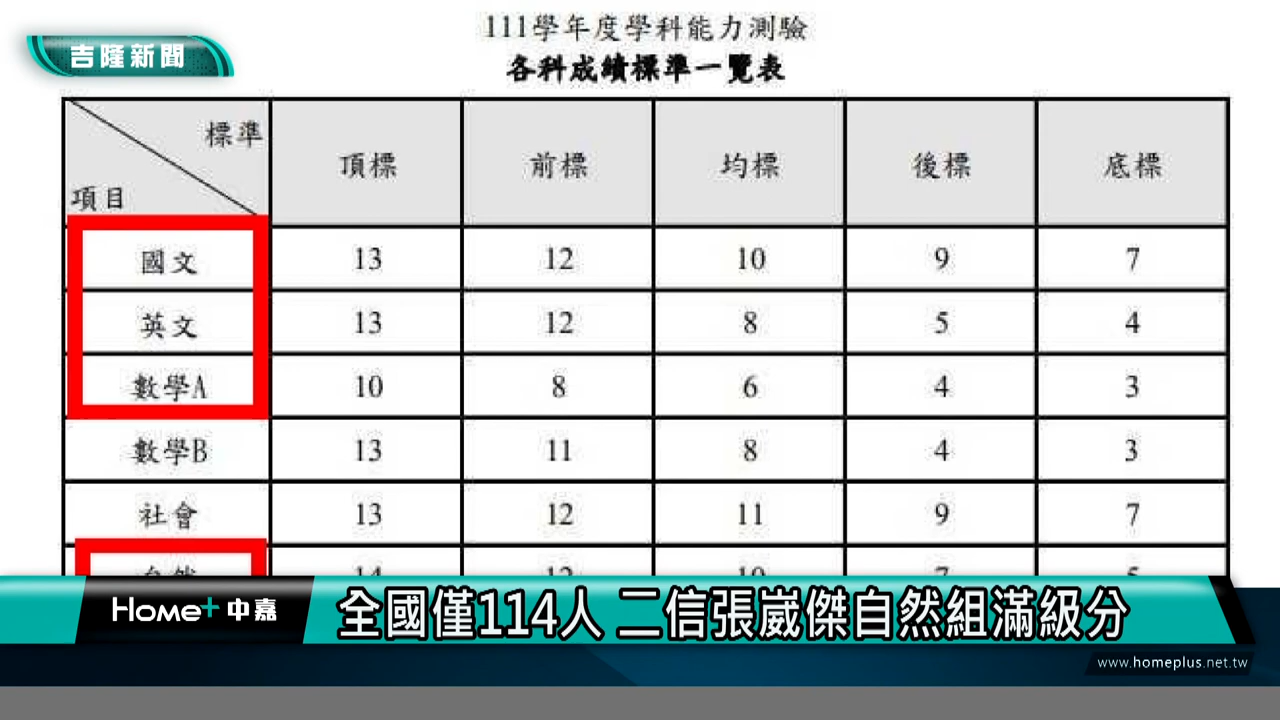 111學年度學科能力測驗
吉隆新聞
各科成績標準一覽表
標準 頂標 前標 均標 後標 底標
項目
國文 13 12 10 9 7
英文 13 12 8 5 4
數學A 10 8 6 4 3
數學B 13 11 8 4 3
社會 13 12 11 9 7
Home+中嘉
全國僅114人 二信張崴傑自然組滿級分
www.homeplus.net.tw